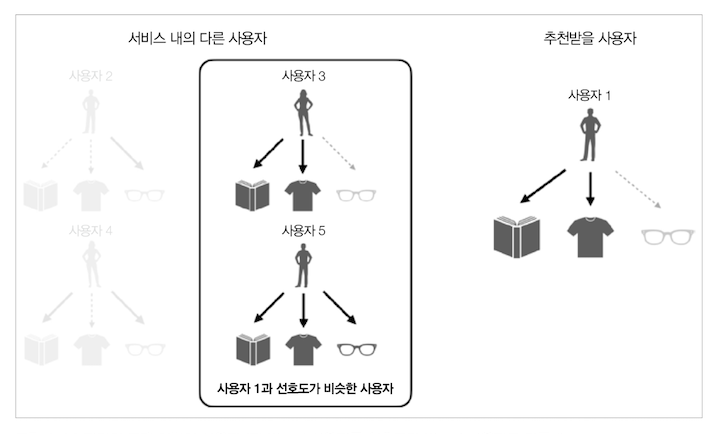 서비스 내의 다른 사용자
추천받을 사용자
사용자 2
사용자 3
사용자 1
사용자 4
사용자 5
사용자 1과 선호도가 비슷한 사용자